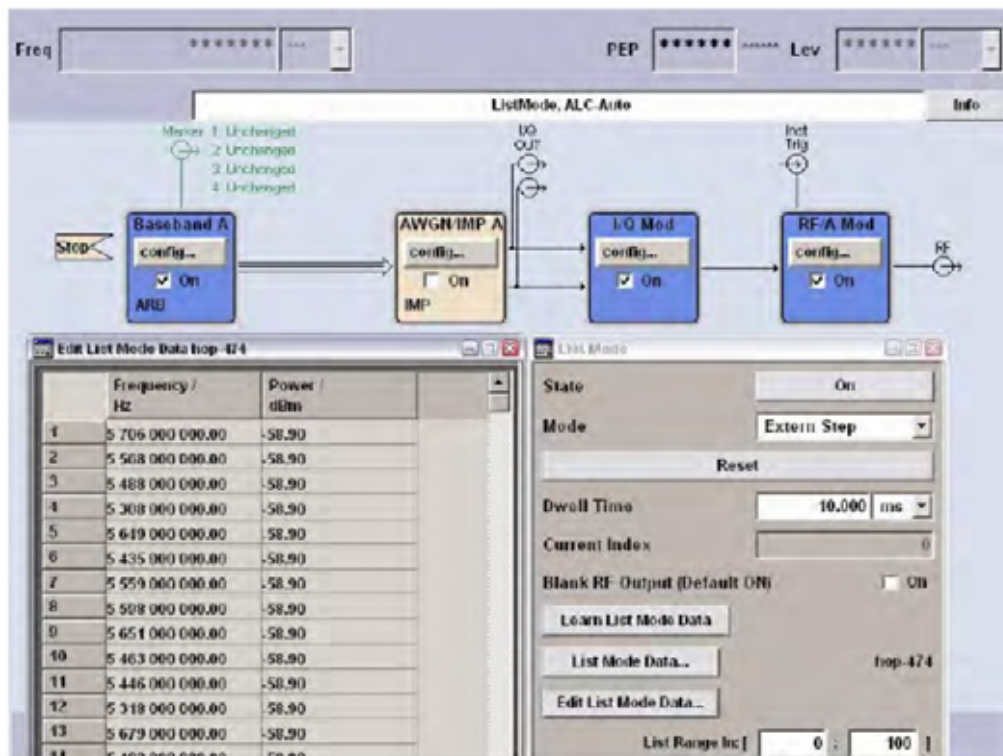 Freq ******* --- PEP ****** ------ Lev ****** ---
ListMode, ALC-Auto Info
Marker 1: Unchanged
2: Unchanged
3: Unchanged
4: Unchanged
I/Q
OUT
Inst
Trig
Stop
Baseband A
config...
On
ARB
AWGN/IMP A
config...
On
IMP
I/Q Mod
config...
On
RF/A Mod
config...
On
RF
Edit List Mode Data hop-474
Frequency / Power /
Hz dBm
1 5 706 000 000.00 -58.90
2 5 568 000 000.00 -58.90
3 5 488 000 000.00 -58.90
4 5 308 000 000.00 -58.90
5 5 649 000 000.00 -58.90
6 5 435 000 000.00 -58.90
7 5 559 000 000.00 -58.90
8 5 598 000 000.00 -58.90
9 5 651 000 000.00 -58.90
10 5 463 000 000.00 -58.90
11 5 446 000 000.00 -58.90
12 5 318 000 000.00 -58.90
13 5 679 000 000.00 -58.90
List Mode
State On
Mode Extern Step
Reset
Dwell Time 10.000 ms
Current Index 0
Blank RF Output (Default ON) On
Learn List Mode Data
List Mode Data... hop-474
Edit List Mode Data...
List Range In: [ 0 : 100 ]